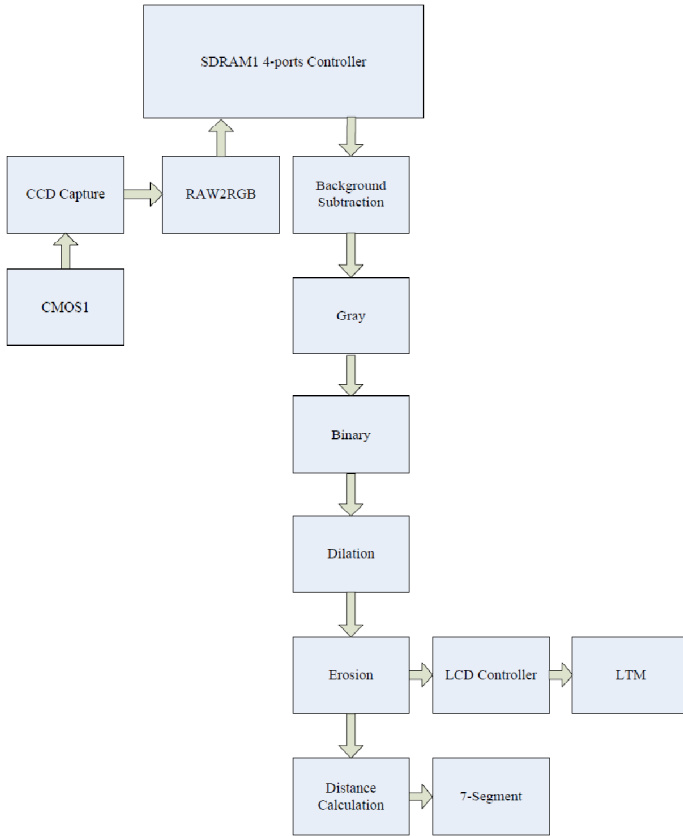 SDRAM1 4-ports Controller
CCD Capture
RAW2RGB
Background
Subtraction
CMOS1
Gray
Binary
Dilation
Erosion
LCD Controller
LTM
Distance
Calculation
7-Segment